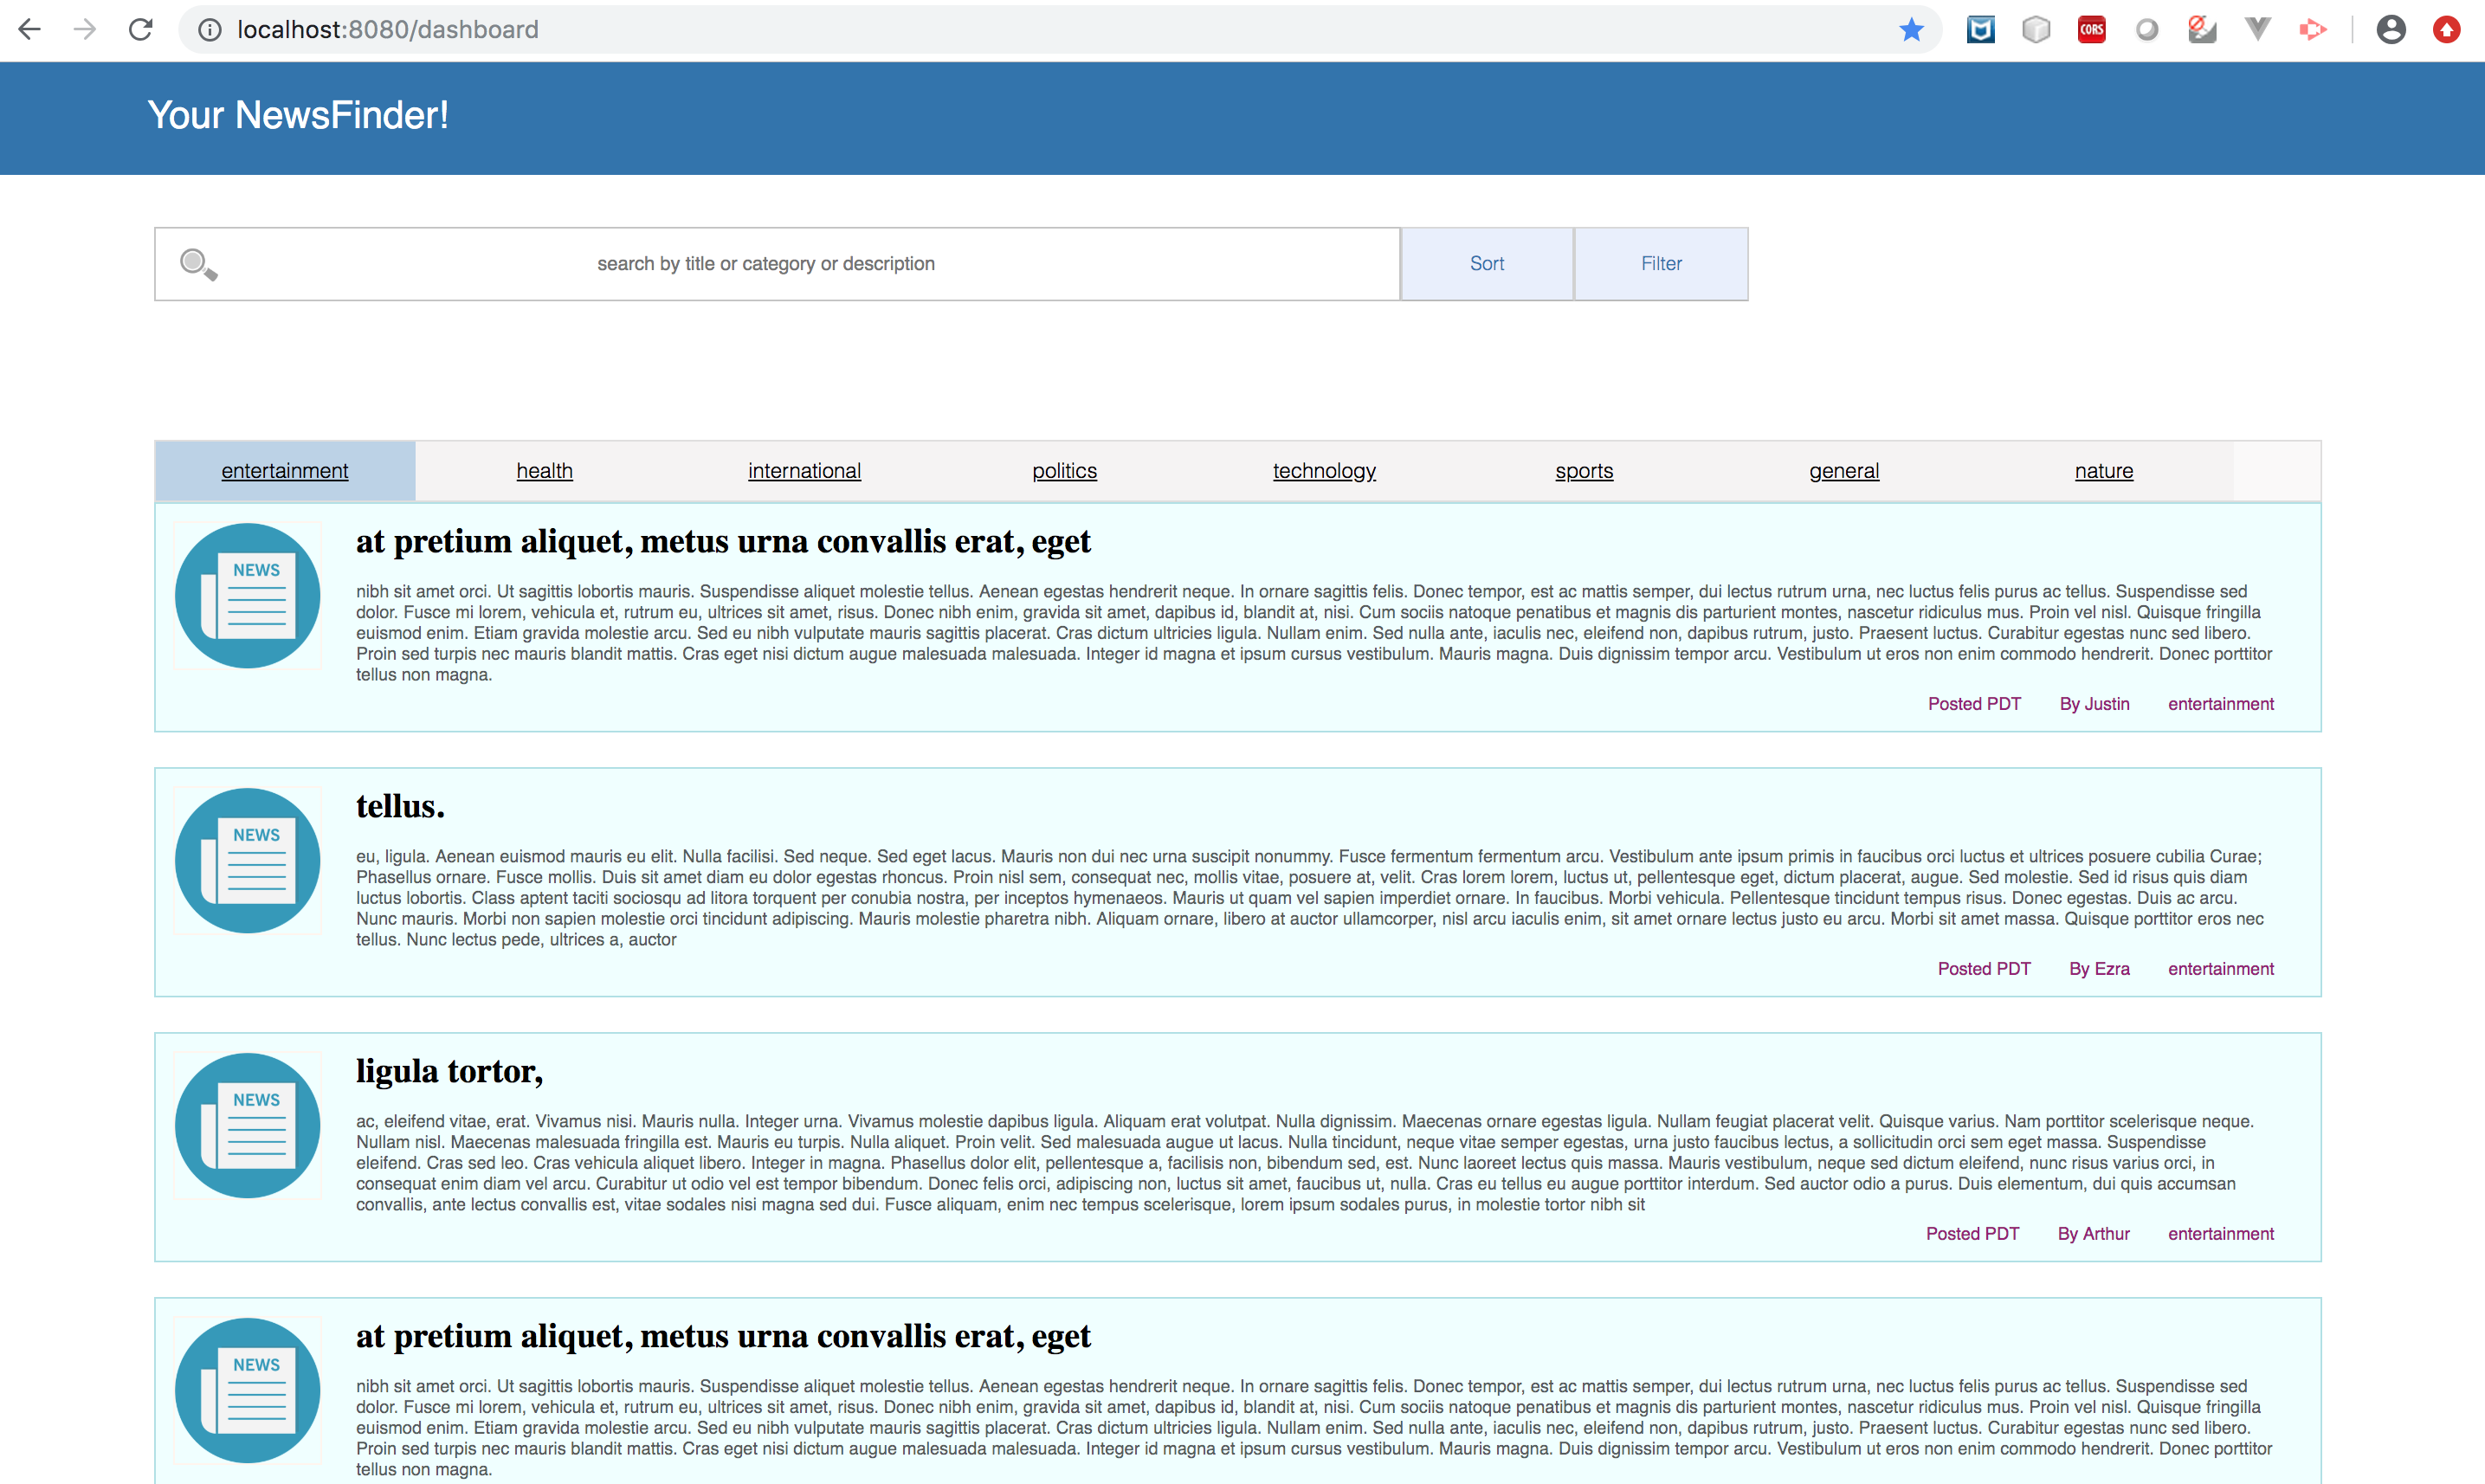 localhost:8080/dashboard
CORS
Your NewsFinder!
search by title or category or description
Sort
Filter
entertainment
health
international
politics
technology
sports
general
nature
NEWS
at pretium aliquet, metus urna convallis erat, eget
nibh sit amet orci. Ut sagittis lobortis mauris. Suspendisse aliquet molestie tellus. Aenean egestas hendrerit neque. In ornare sagittis felis. Donec tempor, est ac mattis semper, dui lectus rutrum urna, nec luctus felis purus ac tellus. Suspendisse sed
dolor. Fusce mi lorem, vehicula et, rutrum eu, ultrices sit amet, risus. Donec nibh enim, gravida sit amet, dapibus id, blandit at, nisi. Cum sociis natoque penatibus et magnis dis parturient montes, nascetur ridiculus mus. Proin vel nisl. Quisque fringilla
euismod enim. Etiam gravida molestie arcu. Sed eu nibh vulputate mauris sagittis placerat. Cras dictum ultricies ligula. Nullam enim. Sed nulla ante, iaculis nec, eleifend non, dapibus rutrum, justo. Praesent luctus. Curabitur egestas nunc sed libero.
Proin sed turpis nec mauris blandit mattis. Cras eget nisi dictum augue malesuada malesuada. Integer id magna et ipsum cursus vestibulum. Mauris magna. Duis dignissim tempor arcu. Vestibulum ut eros non enim commodo hendrerit. Donec porttitor
tellus non magna.
Posted PDT By Justin entertainment
NEWS
tellus.
eu, ligula. Aenean euismod mauris eu elit. Nulla facilisi. Sed neque. Sed eget lacus. Mauris non dui nec urna suscipit nonummy. Fusce fermentum fermentum arcu. Vestibulum ante ipsum primis in faucibus orci luctus et ultrices posuere cubilia Curae;
Phasellus ornare. Fusce mollis. Duis sit amet diam eu dolor egestas rhoncus. Proin nisl sem, consequat nec, mollis vitae, posuere at, velit. Cras lorem lorem, luctus ut, pellentesque eget, dictum placerat, augue. Sed molestie. Sed id risus quis diam
luctus lobortis. Class aptent taciti sociosqu ad litora torquent per conubia nostra, per inceptos hymenaeos. Mauris ut quam vel sapien imperdiet ornare. In faucibus. Morbi vehicula. Pellentesque tincidunt tempus risus. Donec egestas. Duis ac arcu.
Nunc mauris. Morbi non sapien molestie orci tincidunt adipiscing. Mauris molestie pharetra nibh. Aliquam ornare, libero at auctor ullamcorper, nisl arcu iaculis enim, sit amet ornare lectus justo eu arcu. Morbi sit amet massa. Quisque porttitor eros nec
tellus. Nunc lectus pede, ultrices a, auctor
Posted PDT By Ezra entertainment
NEWS
ligula tortor,
ac, eleifend vitae, erat. Vivamus nisi. Mauris nulla. Integer urna. Vivamus molestie dapibus ligula. Aliquam erat volutpat. Nulla dignissim. Maecenas ornare egestas ligula. Nullam feugiat placerat velit. Quisque varius. Nam porttitor scelerisque neque.
Nullam nisl. Maecenas malesuada fringilla est. Mauris eu turpis. Nulla aliquet. Proin velit. Sed malesuada augue ut lacus. Nulla tincidunt, neque vitae semper egestas, urna justo faucibus lectus, a sollicitudin orci sem eget massa. Suspendisse
eleifend. Cras sed leo. Cras vehicula aliquet libero. Integer in magna. Phasellus dolor elit, pellentesque a, facilisis non, bibendum sed, est. Nunc laoreet lectus quis massa. Mauris vestibulum, neque sed dictum eleifend, nunc risus varius orci, in
consequat enim diam vel arcu. Curabitur ut odio vel est tempor bibendum. Donec felis orci, adipiscing non, luctus sit amet, faucibus ut, nulla. Cras eu tellus eu augue porttitor interdum. Sed auctor odio a purus. Duis elementum, dui quis accumsan
convallis, ante lectus convallis est, vitae sodales nisi magna sed dui. Fusce aliquam, enim nec tempus scelerisque, lorem ipsum sodales purus, in molestie tortor nibh sit
Posted PDT By Arthur entertainment
NEWS
at pretium aliquet, metus urna convallis erat, eget
nibh sit amet orci. Ut sagittis lobortis mauris. Suspendisse aliquet molestie tellus. Aenean egestas hendrerit neque. In ornare sagittis felis. Donec tempor, est ac mattis semper, dui lectus rutrum urna, nec luctus felis purus ac tellus. Suspendisse sed
dolor. Fusce mi lorem, vehicula et, rutrum eu, ultrices sit amet, risus. Donec nibh enim, gravida sit amet, dapibus id, blandit at, nisi. Cum sociis natoque penatibus et magnis dis parturient montes, nascetur ridiculus mus. Proin vel nisl. Quisque fringilla
euismod enim. Etiam gravida molestie arcu. Sed eu nibh vulputate mauris sagittis placerat. Cras dictum ultricies ligula. Nullam enim. Sed nulla ante, iaculis nec, eleifend non, dapibus rutrum, justo. Praesent luctus. Curabitur egestas nunc sed libero.
Proin sed turpis nec mauris blandit mattis. Cras eget nisi dictum augue malesuada malesuada. Integer id magna et ipsum cursus vestibulum. Mauris magna. Duis dignissim tempor arcu. Vestibulum ut eros non enim commodo hendrerit. Donec porttitor
tellus non magna.